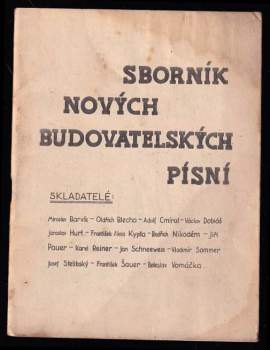 SBORNÍK
NOVÝCH
BUDOVATELSKÝCH
PÍSNÍ
SKLADATELÉ:
Miroslav Barvík – Oldřich Blecha – Adolf Cmíral – Václav Dobiáš
Jaroslav Hurt – František Alois Kypta – Bedřich Nikodém – Jiří
Pauer – Karel Reiner – Jan Schneeweis – Vladimír Sommer
Josef Stelibský – František Šauer – Boleslav Vomáčka.